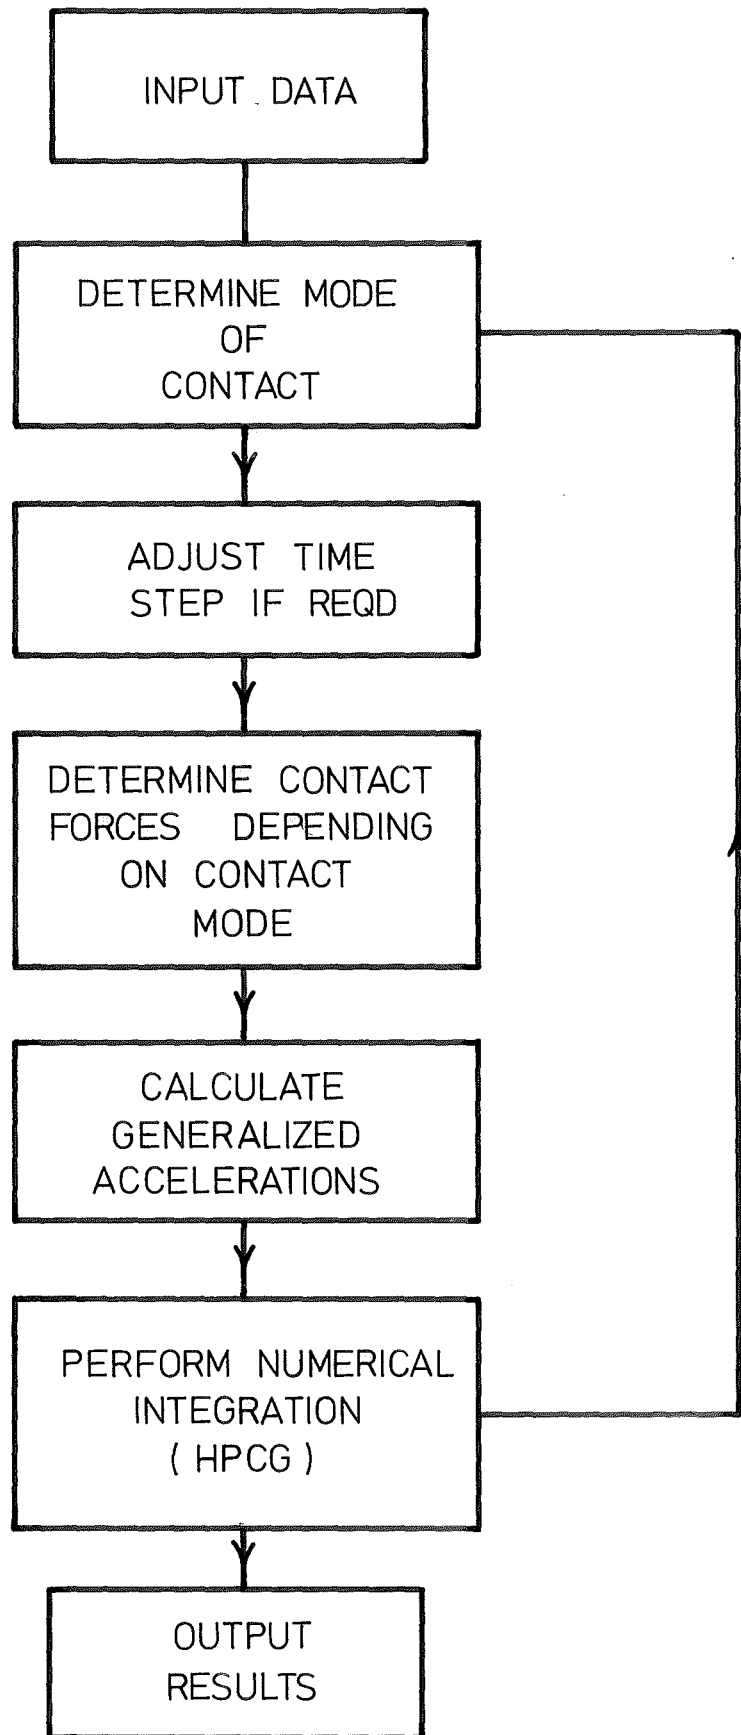 INPUT DATA
DETERMINE MODE
OF
CONTACT
ADJUST TIME
STEP IF REQD
DETERMINE CONTACT
FORCES DEPENDING
ON CONTACT
MODE
CALCULATE
GENERALIZED
ACCELERATIONS
PERFORM NUMERICAL
INTEGRATION
( HPCG )
OUTPUT
RESULTS